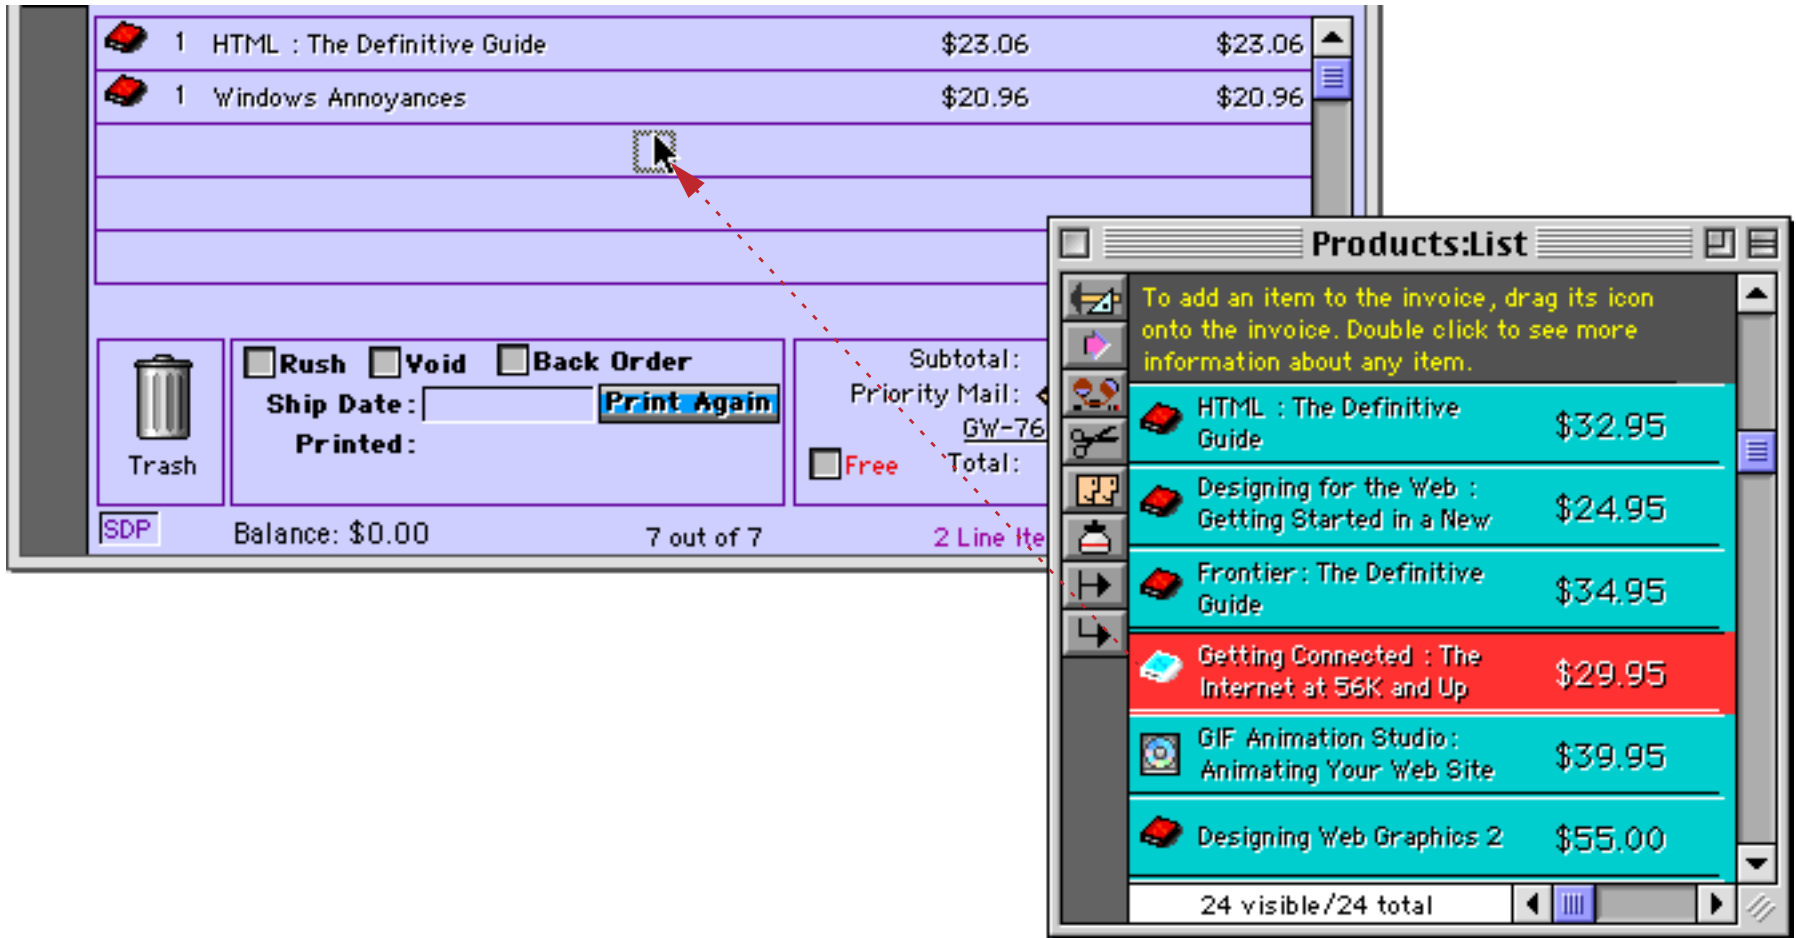 1 HTML : The Definitive Guide $23.06 $23.06
1 Windows Annoyances $20.96 $20.96
Trash
Rush Void Back Order
Ship Date: Print Again
Printed:
Subtotal:
Priority Mail:
GW-76
Free Total:
SDP Balance: $0.00 7 out of 7 2 Line Ite
Products:List
To add an item to the invoice, drag its icon
onto the invoice. Double click to see more
information about any item.
HTML : The Definitive
Guide $32.95
Designing for the Web :
Getting Started in a New $24.95
Frontier: The Definitive
Guide $34.95
Getting Connected : The
Internet at 56K and Up $29.95
GIF Animation Studio:
Animating Your Web Site $39.95
Designing Web Graphics 2 $55.00
24 visible/24 total